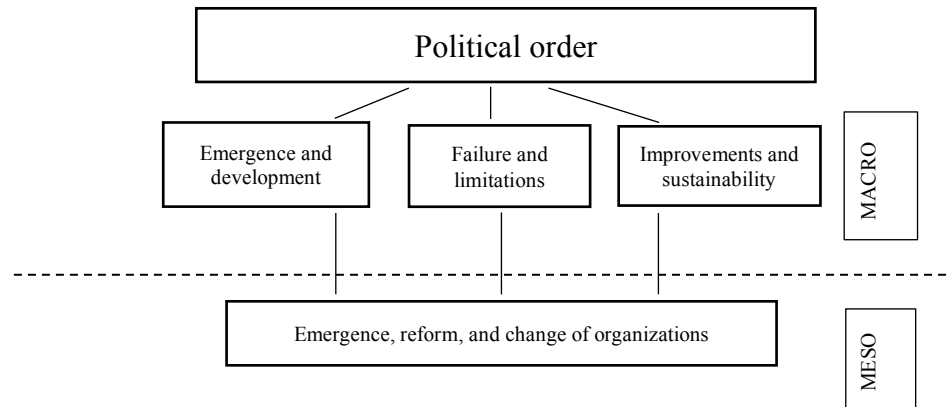 Political order
Emergence and
development
Failure and
limitations
Improvements and
sustainability
MACRO
Emergence, reform, and change of organizations
MESO